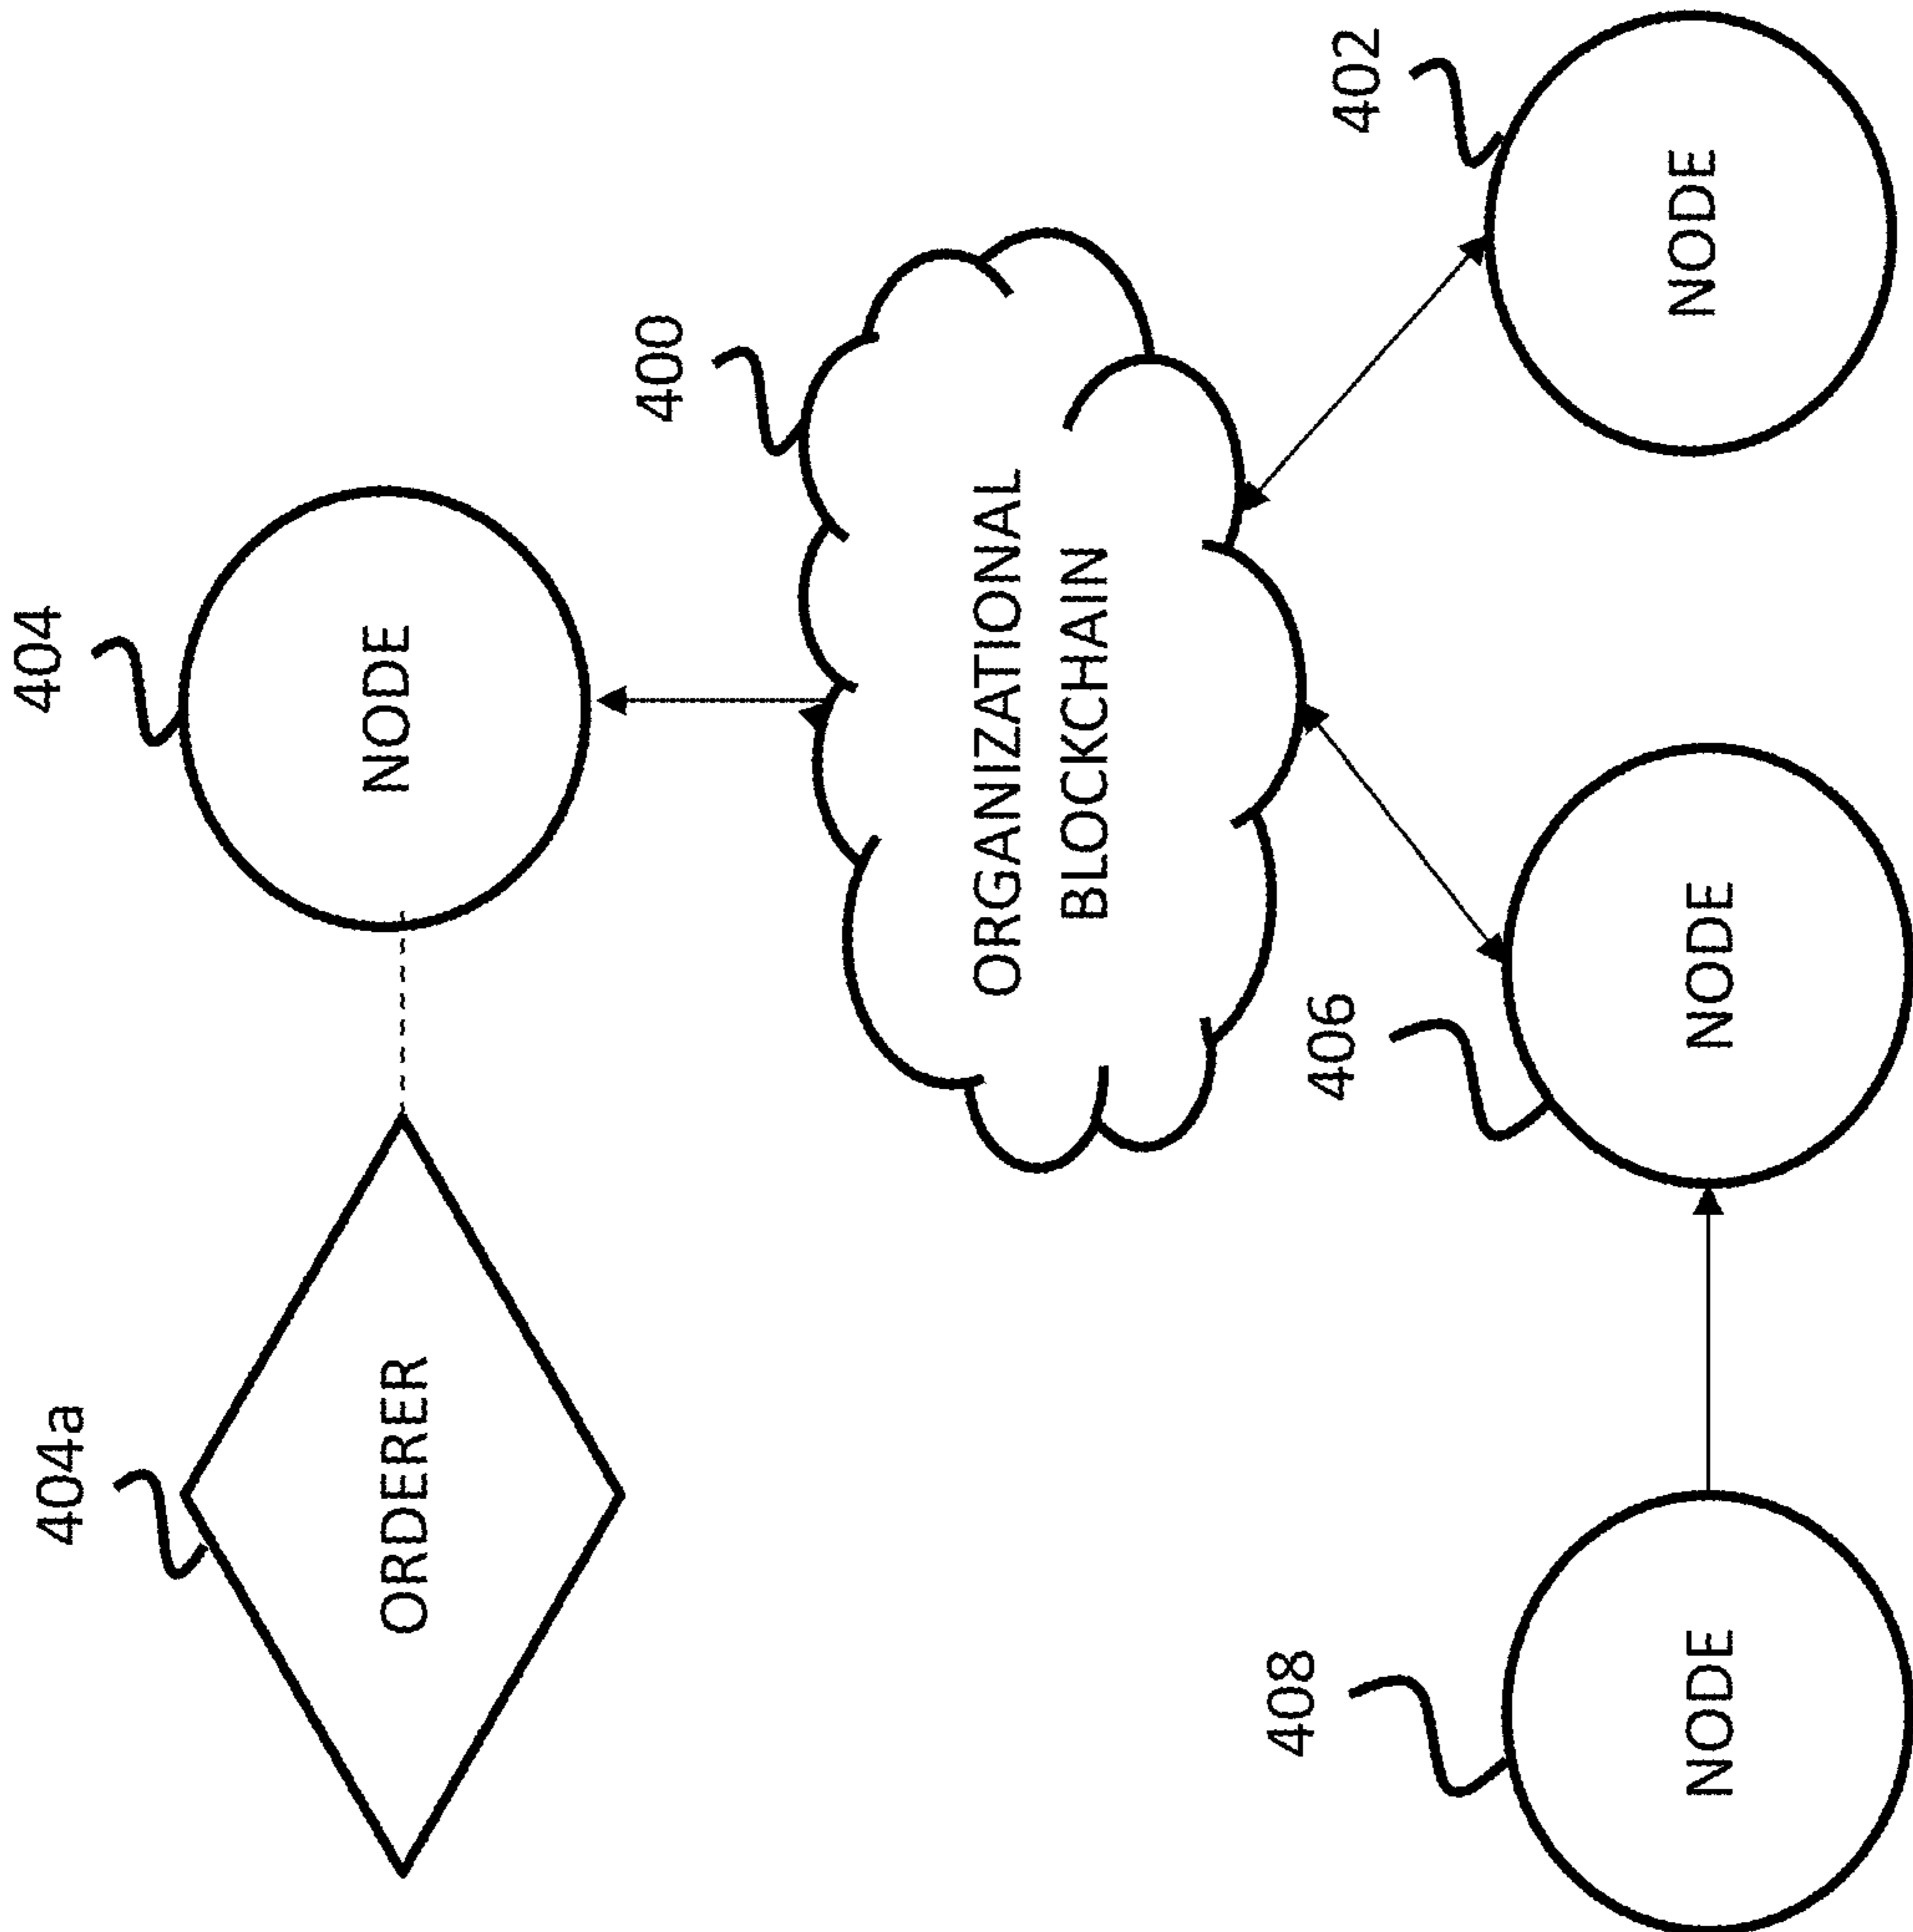 404a
404
ORDERER
NODE
400
ORGANIZATIONAL
BLOCKCHAIN
408
406
402
NODE
NODE
NODE